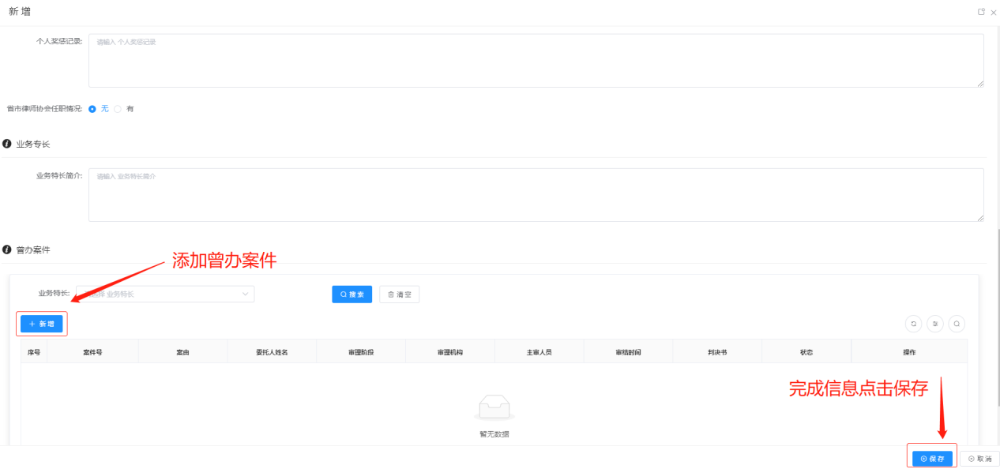 新 增
个人奖惩记录:
请输入 个人奖惩记录
省市律师协会任职情况: 无 有
业务专长
业务特长简介:
请输入 业务特长简介
曾办案件
添加曾办案件
业务特长: 择 业务特长 搜 索 清 空
新 增
序号 案件号 案由 委托人姓名 审理阶段 审理机构 主审人员 审结时间 判决书 状态 操作
完成信息点击保存
暂无数据
保 存 取 消